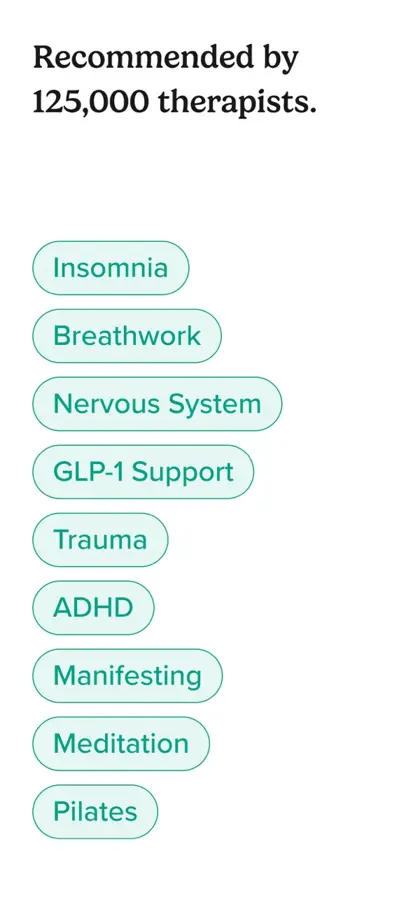 Recommended by
125,000 therapists.
Insomnia
Breathwork
Nervous System
GLP-1 Support
Trauma
ADHD
Manifesting
Meditation
Pilates